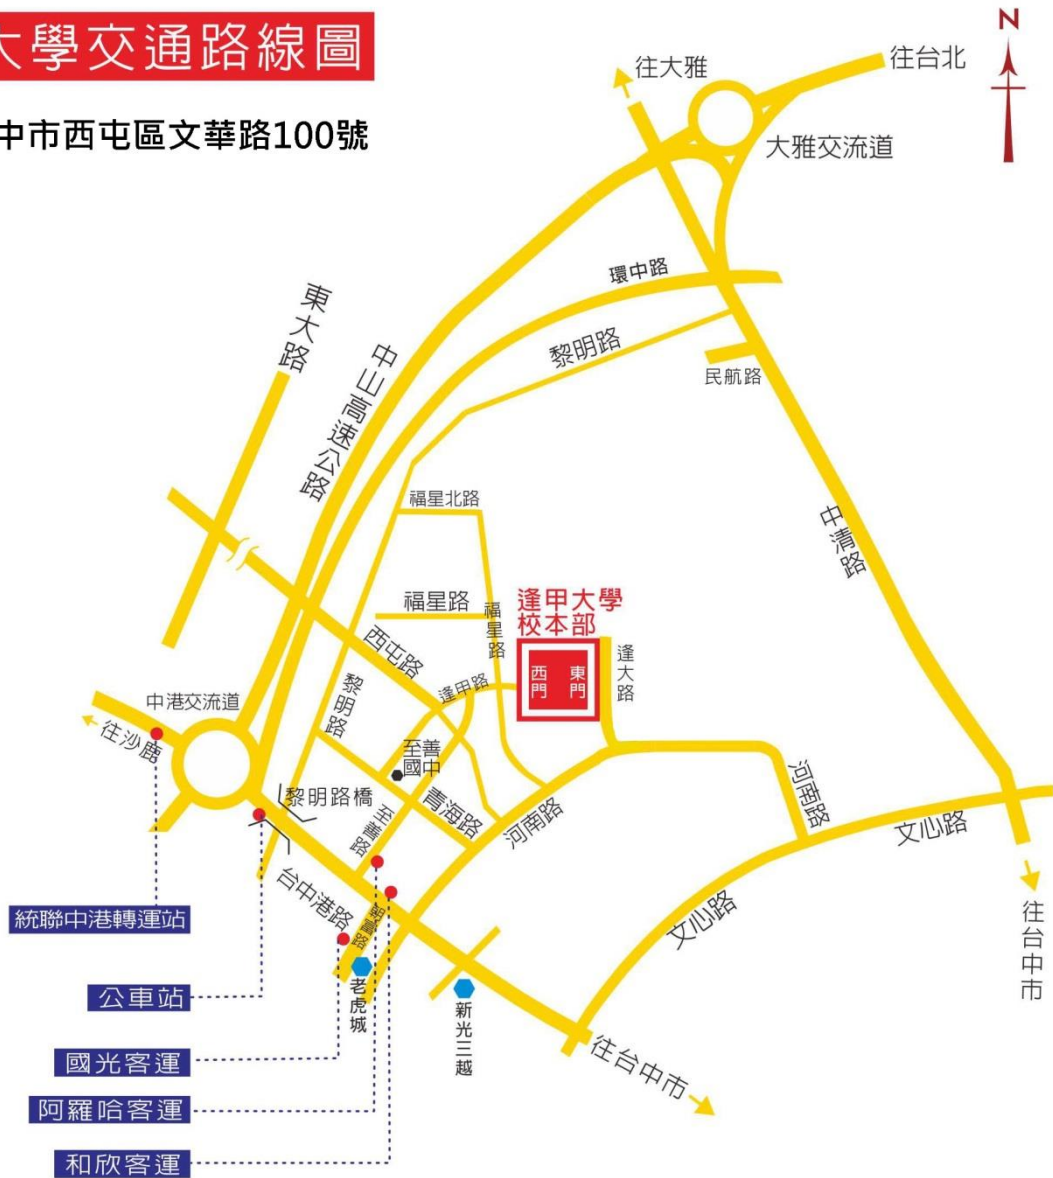 大學交通路線圖
中市西屯區文華路100號
N
往大雅
往台北
大雅交流道
環中路
東大路
黎明路
中山高速公路
民航路
福星北路
中清路
福星路
福星路
逢甲大學
校本部
西門
東門
逢大路
西屯路
逢甲路
黎明路
中港交流道
往沙鹿
至善
國中
黎明路橋
青海路
至善路
河南路
河南路
文心路
台中港路
文心路
往台中市
統聯中港轉運站
老虎城
公車站
新光三越
國光客運
往台中市
阿羅哈客運
和欣客運